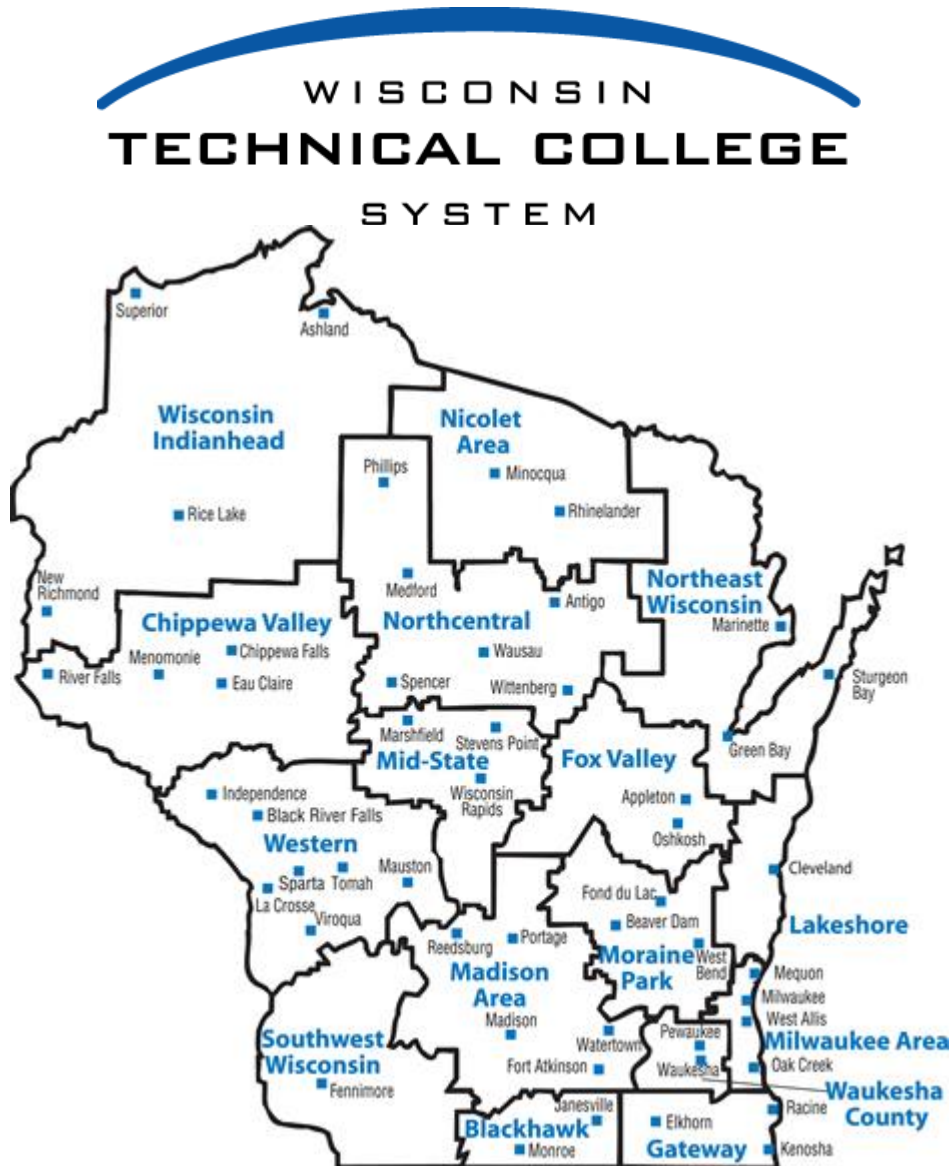 WISCONSIN
TECHNICAL COLLEGE
SYSTEM
Superior
Ashland
Wisconsin
Indianhead
Nicolet
Area
Phillips
Minocqua
Rice Lake
Rhinelander
New
Richmond
Medford
Northeast
Wisconsin
Antigo
Chippewa Valley
Northcentral
Marinette
Menomonie
Chippewa Falls
Wausau
River Falls
Eau Claire
Spencer
Wittenberg
Sturgeon
Bay
Marshfield
Stevens Point
Green Bay
Mid-State
Fox Valley
Independence
Wisconsin
Rapids
Appleton
Black River Falls
Oshkosh
Western
Mauston
Cleveland
Sparta
Tomah
La Crosse
Fond du Lac
Viroqua
Beaver Dam
Lakeshore
Reedsburg
Portage
Moraine
Park
West
Bend
Madison
Area
Mequon
Milwaukee
Madison
Watertown
Pewaukee
West Allis
Southwest
Wisconsin
Milwaukee Area
Fort Atkinson
Waukesha
Oak Creek
Fennimore
Waukesha
County
Janesville
Elkhorn
Racine
Blackhawk
Monroe
Gateway
Kenosha